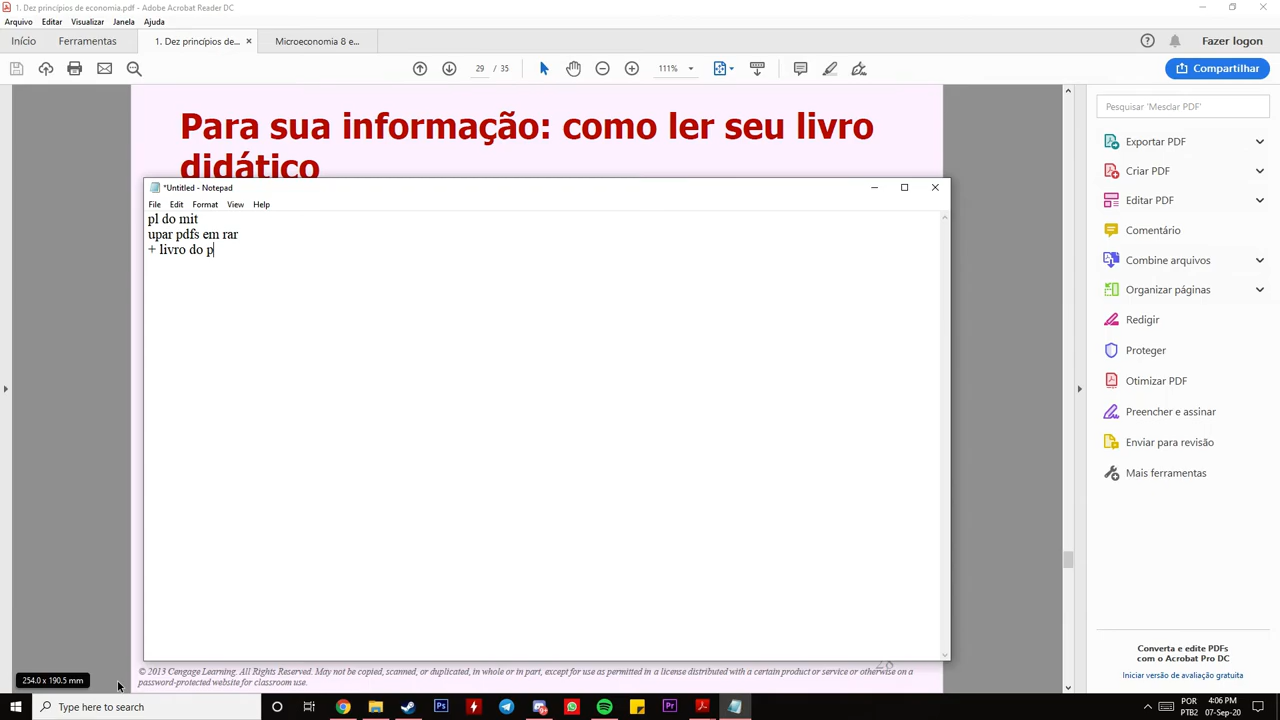 1. Dez princípios de economia.pdf - Adobe Acrobat Reader DC
Arquivo Editar Visualizar Janela Ajuda
Início Ferramentas 1. Dez princípios de... × Microeconomia 8 e... Fazer logon
29 / 35 111% Compartilhar
Para sua informação: como ler seu livro
didático
Pesquisar 'Mesclar PDF'
Exportar PDF
Criar PDF
Editar PDF
Comentário
Combine arquivos
Organizar páginas
Redigir
Proteger
Otimizar PDF
Preencher e assinar
Enviar para revisão
Mais ferramentas
Converta e edite PDFs
com o Acrobat Pro DC
Iniciar versão de avaliação gratuita
*Untitled - Notepad
File Edit Format View Help
pl do mit
upar pdfs em rar
+ livro do p
254.0 x 190.5 mm
© 2013 Cengage Learning. All Rights Reserved. May not be copied, scanned, or duplicated, in whole or in part, except for use as permitted in a license distributed with a certain product or service or otherwise on a
password-protected website for classroom use.
Type here to search
POR
PTB2
4:06 PM
07-Sep-20